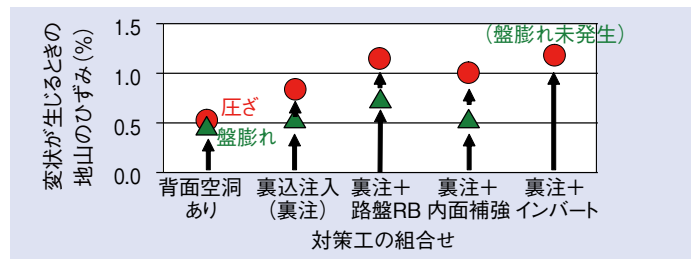 変状が生じるときの
地山のひずみ(%)
1.5
1.0
0.5
0.0
圧ざ
盤膨れ
(盤膨れ未発生)
背面空洞
あり
裏込注入
(裏注)
裏注+
路盤RB
裏注+
内面補強
裏注+
インバート
対策工の組合せ